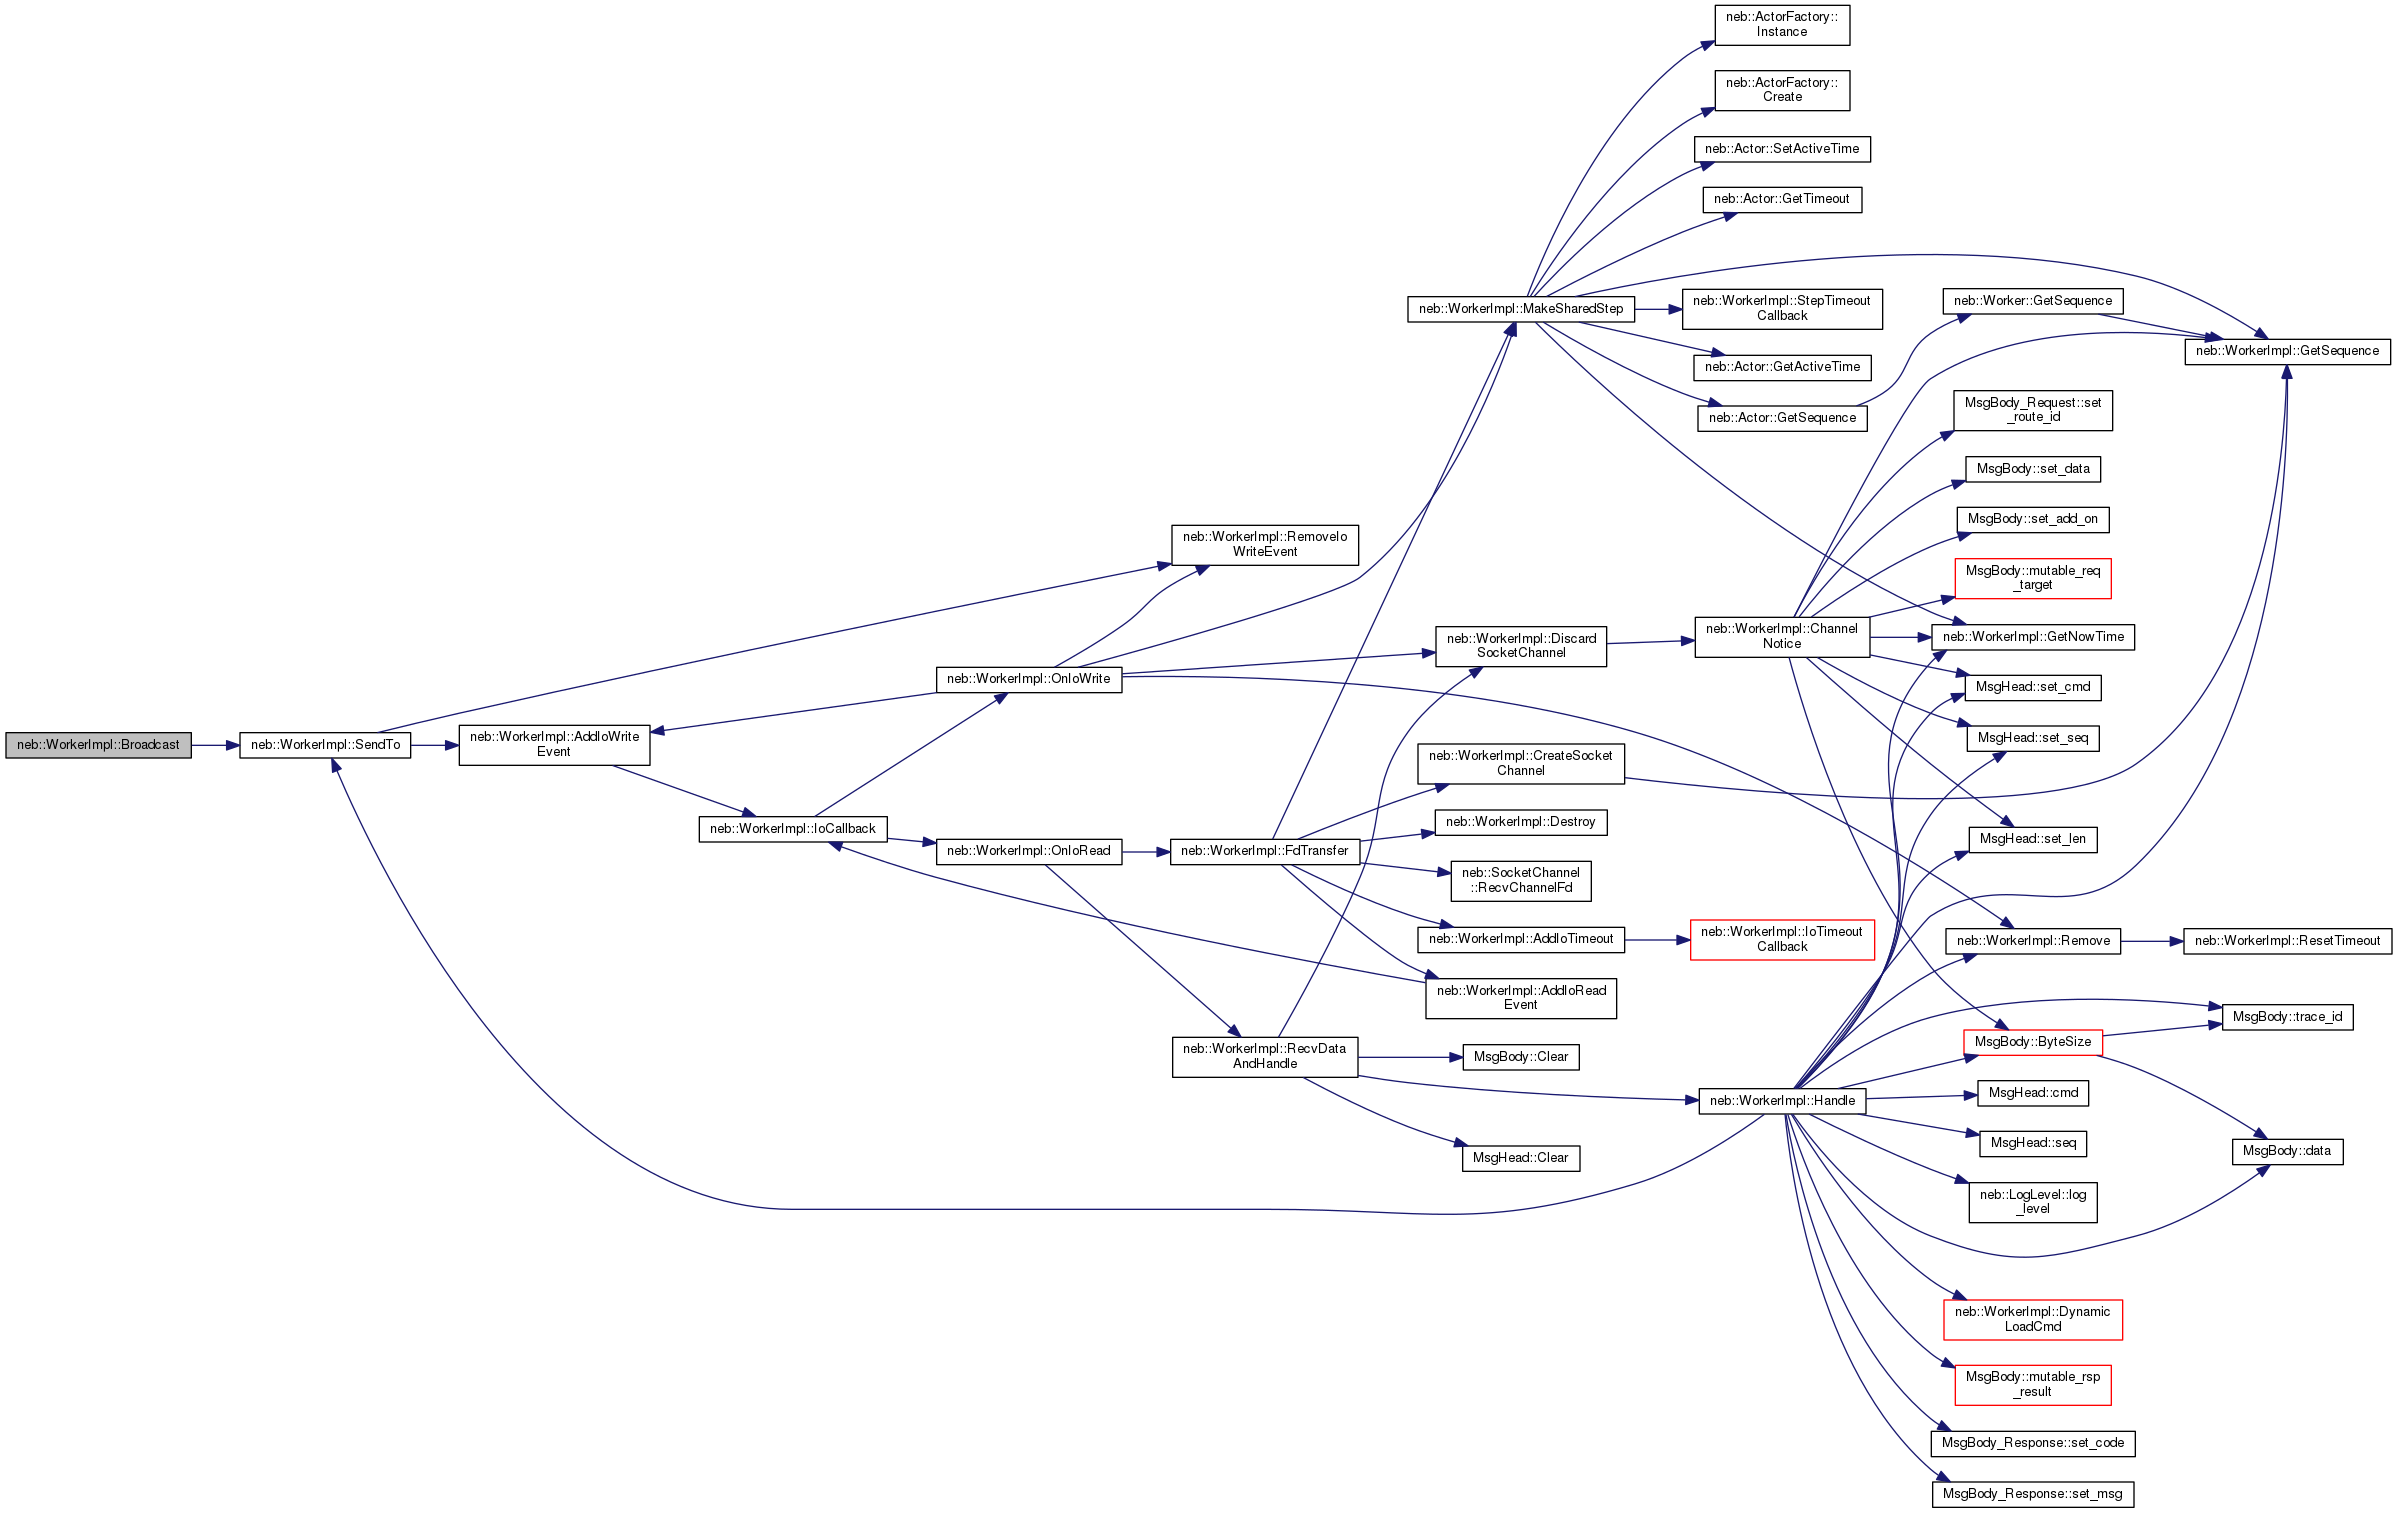 neb::WorkerImpl::Broadcast
neb::WorkerImpl::SendTo
neb::WorkerImpl::AddIoWrite
Event
neb::WorkerImpl::IoCallback
neb::WorkerImpl::OnIoWrite
neb::WorkerImpl::OnIoRead
neb::WorkerImpl::RemoveIo
WriteEvent
neb::WorkerImpl::FdTransfer
neb::WorkerImpl::RecvData
AndHandle
neb::WorkerImpl::MakeSharedStep
neb::WorkerImpl::Discard
SocketChannel
neb::WorkerImpl::CreateSocket
Channel
neb::WorkerImpl::Destroy
neb::SocketChannel
::RecvChannelFd
neb::WorkerImpl::AddIoTimeout
neb::WorkerImpl::AddIoRead
Event
MsgBody::Clear
MsgHead::Clear
neb::ActorFactory::
Instance
neb::ActorFactory::
Create
neb::Actor::SetActiveTime
neb::Actor::GetTimeout
neb::WorkerImpl::StepTimeout
Callback
neb::Actor::GetActiveTime
neb::Actor::GetSequence
neb::WorkerImpl::Channel
Notice
neb::WorkerImpl::IoTimeout
Callback
neb::WorkerImpl::Handle
neb::Worker::GetSequence
MsgBody_Request::set
_route_id
MsgBody::set_data
MsgBody::set_add_on
MsgBody::mutable_req
_target
neb::WorkerImpl::GetNowTime
MsgHead::set_cmd
MsgHead::set_seq
MsgHead::set_len
neb::WorkerImpl::Remove
MsgBody::ByteSize
MsgHead::cmd
MsgHead::seq
neb::LogLevel::log
_level
neb::WorkerImpl::Dynamic
LoadCmd
MsgBody::mutable_rsp
_result
MsgBody_Response::set_code
MsgBody_Response::set_msg
neb::WorkerImpl::GetSequence
neb::WorkerImpl::ResetTimeout
MsgBody::trace_id
MsgBody::data